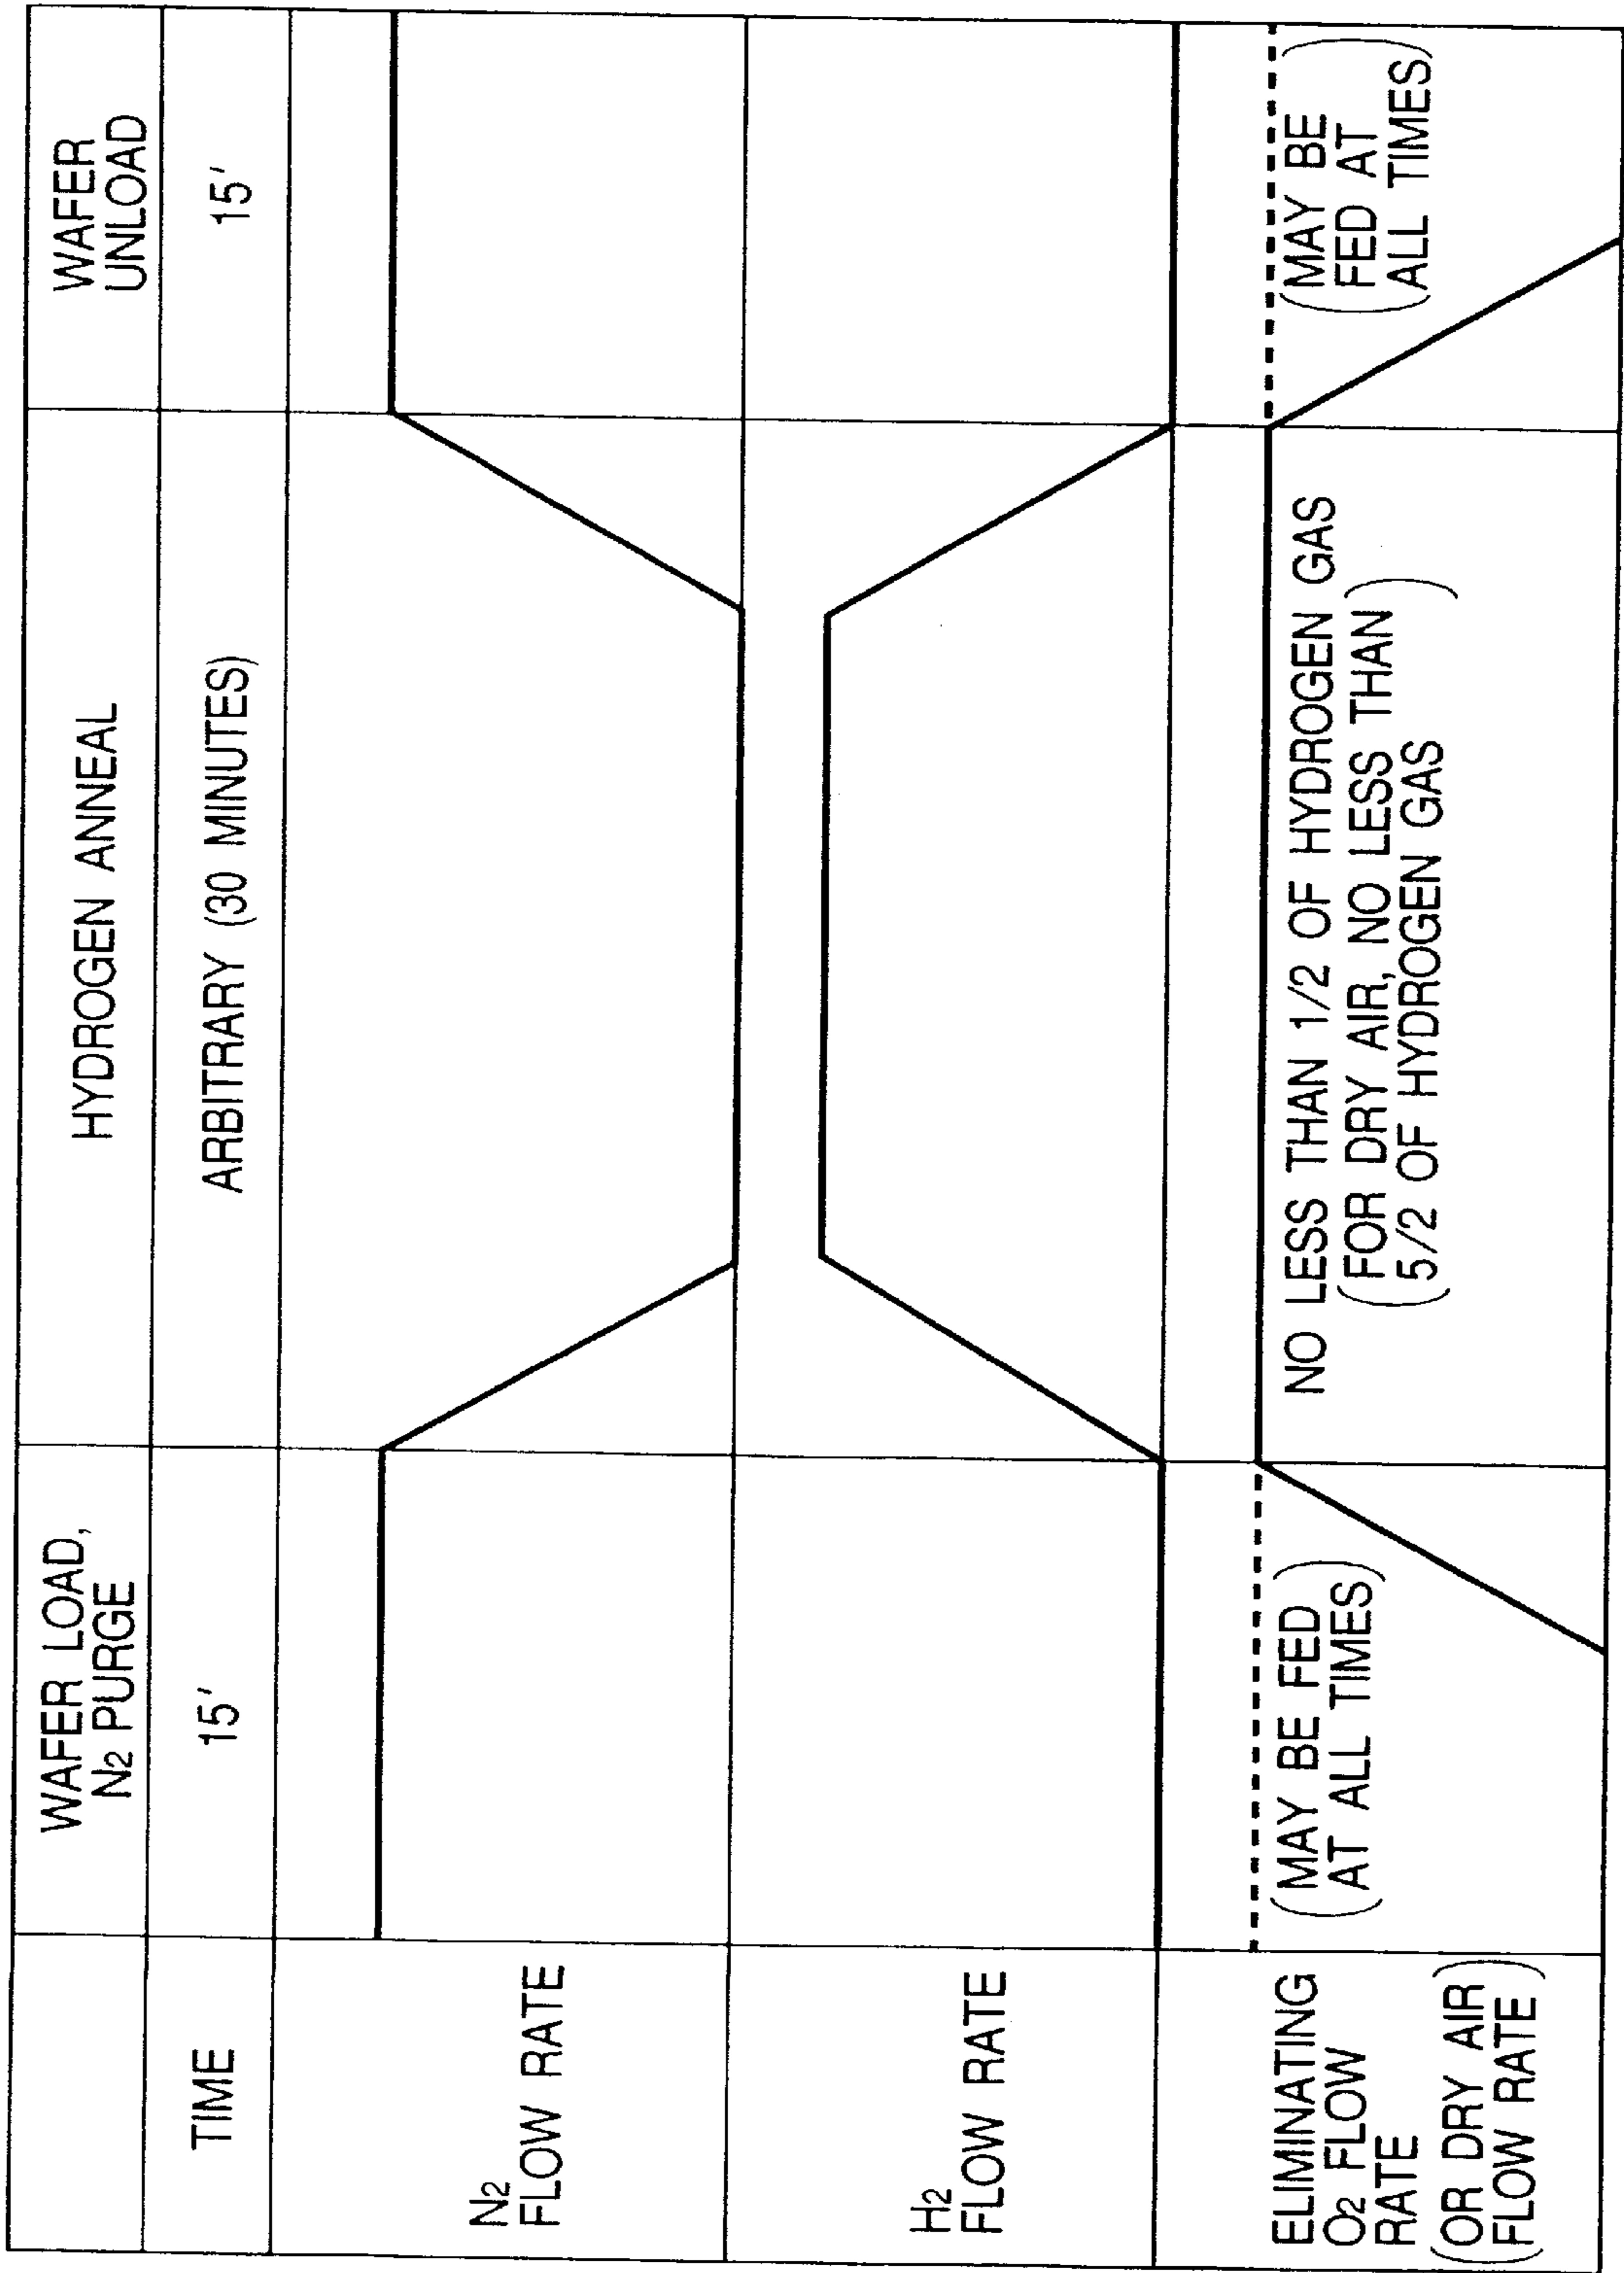 WAFER LOAD,
N2 PURGE
HYDROGEN ANNEAL
WAFER
UNLOAD
TIME
15'
ARBITRARY (30 MINUTES)
15'
N2
FLOW RATE
H2
FLOW RATE
ELIMINATING
O2 FLOW
RATE
(OR DRY AIR
FLOW RATE)
(MAY BE FED
AT ALL TIMES)
NO LESS THAN 1/2 OF HYDROGEN GAS
(FOR DRY AIR, NO LESS THAN
5/2 OF HYDROGEN GAS)
(MAY BE
FED AT
ALL TIMES)